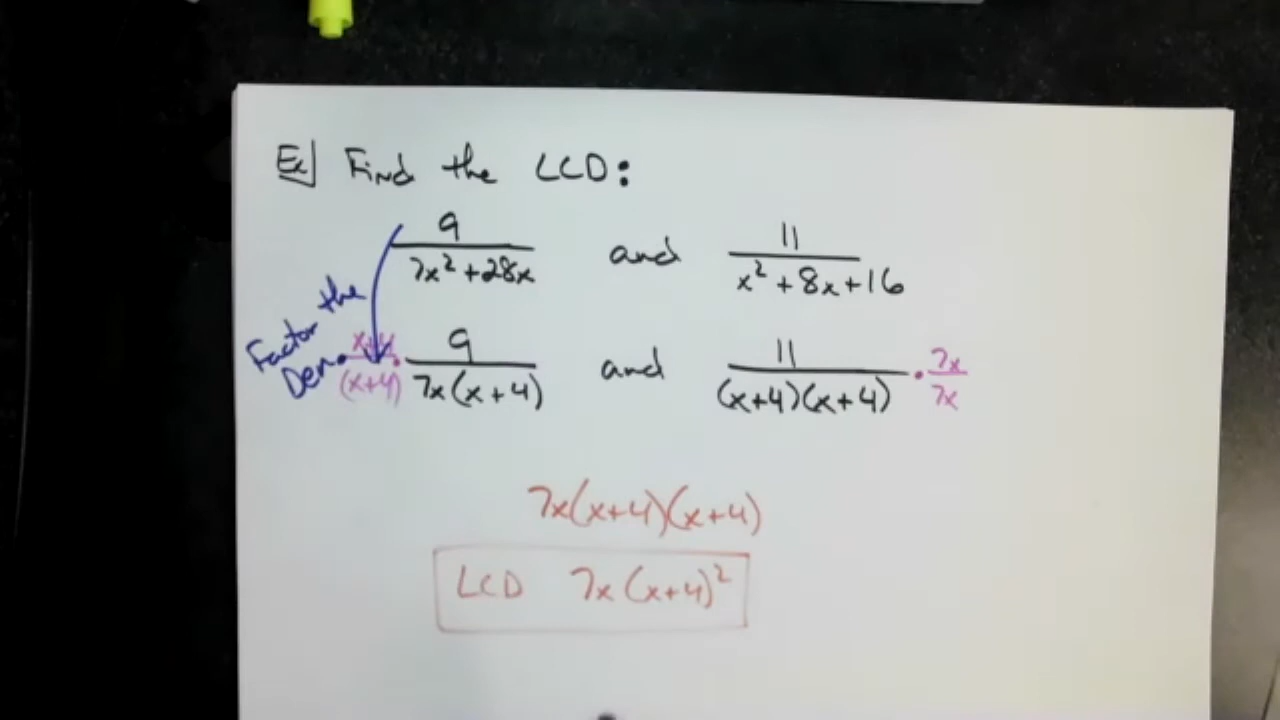 Ex] Find the LCD:
9/(7x²+28x) and 11/(x²+8x+16)
Factor the Den.
(x+4)/(x+4) · 9/(7x(x+4)) and 11/((x+4)(x+4)) · 7x/7x
7x(x+4)(x+4)
LCD 7x(x+4)²